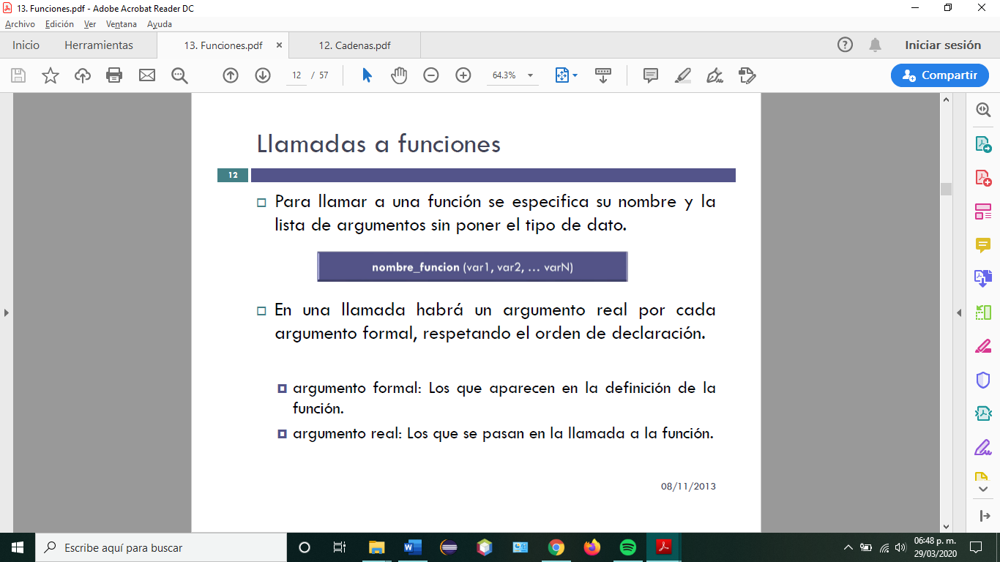 13. Funciones.pdf - Adobe Acrobat Reader DC
Archivo Edición Ver Ventana Ayuda
Inicio Herramientas 13. Funciones.pdf × 12. Cadenas.pdf Iniciar sesión
12 / 57 64.3% Compartir
Llamadas a funciones
12
Para llamar a una función se especifica su nombre y la
lista de argumentos sin poner el tipo de dato.
nombre_funcion (var1, var2, … varN)
En una llamada habrá un argumento real por cada
argumento formal, respetando el orden de declaración.
argumento formal: Los que aparecen en la definición de la
función.
argumento real: Los que se pasan en la llamada a la función.
08/11/2013
Escribe aquí para buscar
06:48 p. m.
29/03/2020